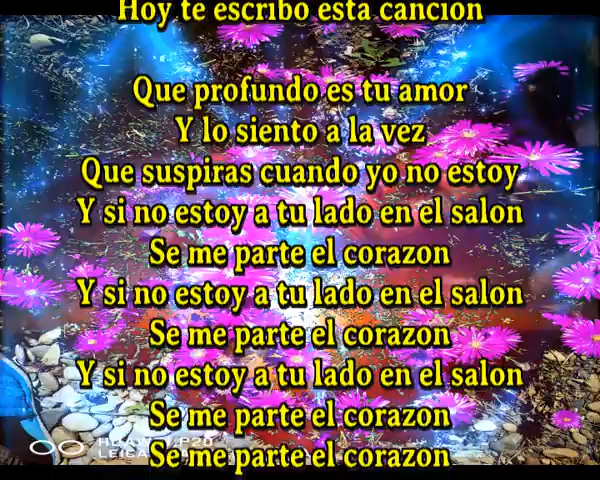 Hoy te escribo esta cancion
Que profundo es tu amor
Y lo siento a la vez
Que suspiras cuando yo no estoy
Y si no estoy a tu lado en el salon
Se me parte el corazon
Y si no estoy a tu lado en el salon
Se me parte el corazon
Y si no estoy a tu lado en el salon
Se me parte el corazon
HUAWEI P20
Se me parte el corazon